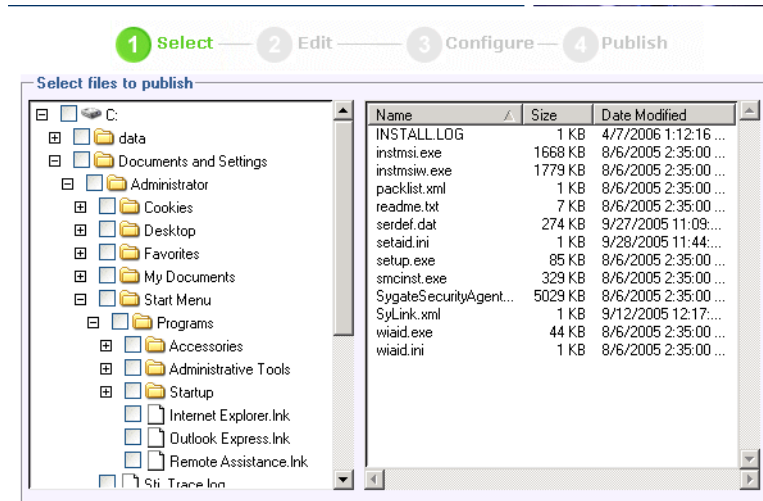 1 Select 2 Edit 3 Configure 4 Publish
Select files to publish
C:
data
Documents and Settings
Administrator
Cookies
Desktop
Favorites
My Documents
Start Menu
Programs
Accessories
Administrative Tools
Startup
Internet Explorer.lnk
Outlook Express.lnk
Remote Assistance.lnk
Sti_Trace.log
Name Size Date Modified
INSTALL.LOG 1 KB 4/7/2006 1:12:16 ...
instmsi.exe 1668 KB 8/6/2005 2:35:00 ...
instmsiw.exe 1779 KB 8/6/2005 2:35:00 ...
packlist.xml 1 KB 8/6/2005 2:35:00 ...
readme.txt 7 KB 8/6/2005 2:35:00 ...
serdef.dat 274 KB 9/27/2005 11:09:...
setaid.ini 1 KB 9/28/2005 11:44:...
setup.exe 85 KB 8/6/2005 2:35:00 ...
smcinst.exe 329 KB 8/6/2005 2:35:00 ...
SygateSecurityAgent... 5029 KB 8/6/2005 2:35:00 ...
SyLink.xml 1 KB 9/12/2005 12:17:...
wiaid.exe 44 KB 8/6/2005 2:35:00 ...
wiaid.ini 1 KB 8/6/2005 2:35:00 ...